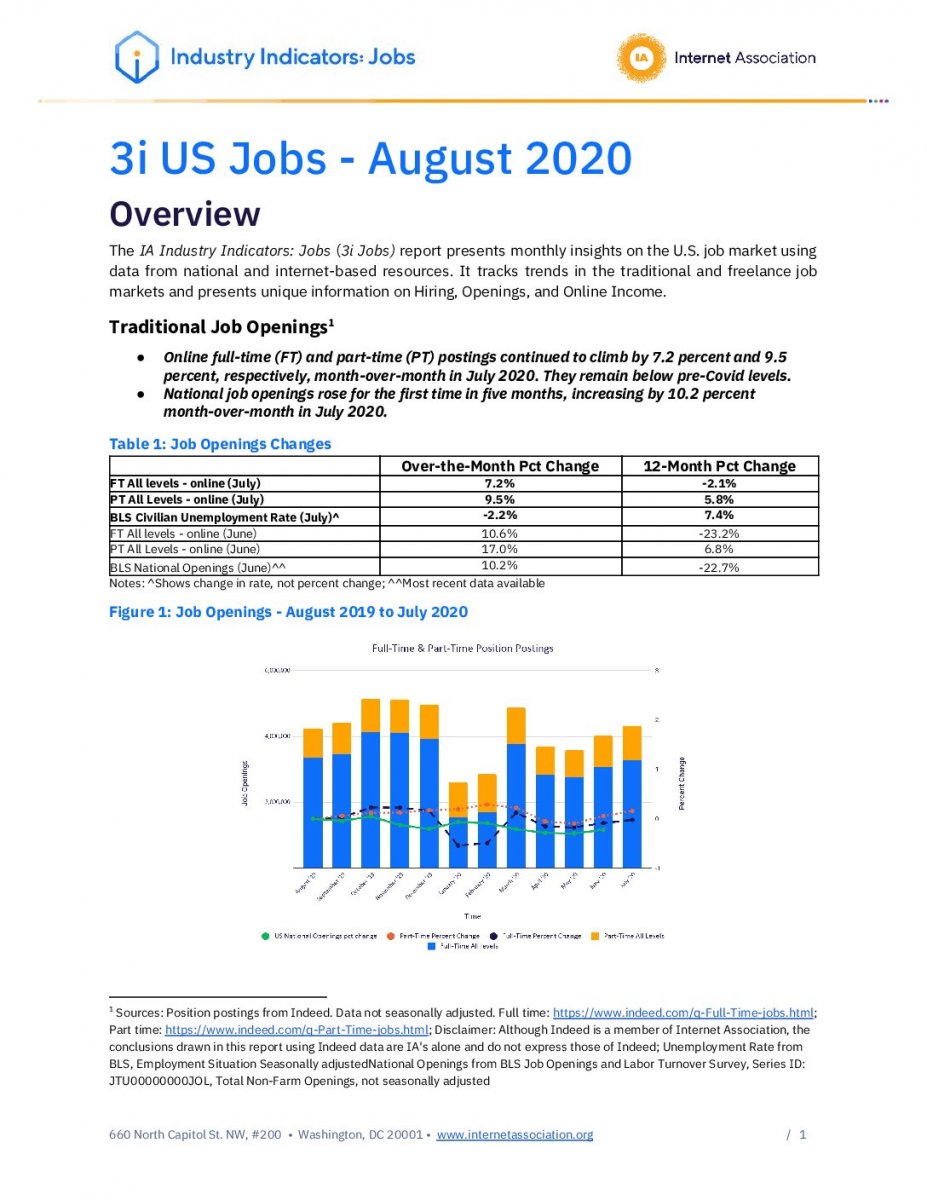 Industry Indicators: Jobs
IA
Internet Association
3i US Jobs - August 2020
Overview
The IA Industry Indicators: Jobs (3i Jobs) report presents monthly insights on the U.S. job market using
data from national and internet-based resources. It tracks trends in the traditional and freelance job
markets and presents unique information on Hiring, Openings, and Online Income.
Traditional Job Openings¹
● Online full-time (FT) and part-time (PT) postings continued to climb by 7.2 percent and 9.5
percent, respectively, month-over-month in July 2020. They remain below pre-Covid levels.
● National job openings rose for the first time in five months, increasing by 10.2 percent
month-over-month in July 2020.
Table 1: Job Openings Changes
Over-the-Month Pct Change 12-Month Pct Change
FT All levels - online (July) 7.2% -2.1%
PT All Levels - online (July) 9.5% 5.8%
BLS Civilian Unemployment Rate (July)^ -2.2% 7.4%
FT All levels - online (June) 10.6% -23.2%
PT All Levels - online (June) 17.0% 6.8%
BLS National Openings (June)^^ 10.2% -22.7%
Notes: ^Shows change in rate, not percent change; ^^Most recent data available
Figure 1: Job Openings - August 2019 to July 2020
Full-Time & Part-Time Position Postings
6,000,000
4,000,000
2,000,000
Job Openings
3
2
1
0
-1
Percent Change
August '19
September '19
October '19
November '19
December '19
January '20
February '20
March '20
April '20
May '20
June '20
July '20
Time
US National Openings pct change Part-Time Percent Change Full-Time Percent Change Part-Time All Levels
Full-Time All levels
¹ Sources: Position postings from Indeed. Data not seasonally adjusted. Full time: https://www.indeed.com/q-Full-Time-jobs.html;
Part time: https://www.indeed.com/q-Part-Time-jobs.html; Disclaimer: Although Indeed is a member of Internet Association, the
conclusions drawn in this report using Indeed data are IA's alone and do not express those of Indeed; Unemployment Rate from
BLS, Employment Situation Seasonally adjustedNational Openings from BLS Job Openings and Labor Turnover Survey, Series ID:
JTU00000000JOL, Total Non-Farm Openings, not seasonally adjusted
660 North Capitol St. NW, #200 • Washington, DC 20001 • www.internetassociation.org / 1